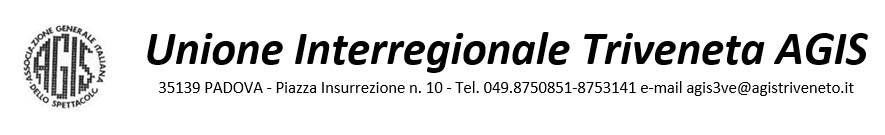 ASSOCIAZIONE GENERALE ITALIANA
AGIS
DELLO SPETTACOLO
Unione Interregionale Triveneta AGIS
35139 PADOVA - Piazza Insurrezione n. 10 - Tel. 049.8750851-8753141 e-mail agis3ve@agistriveneto.it